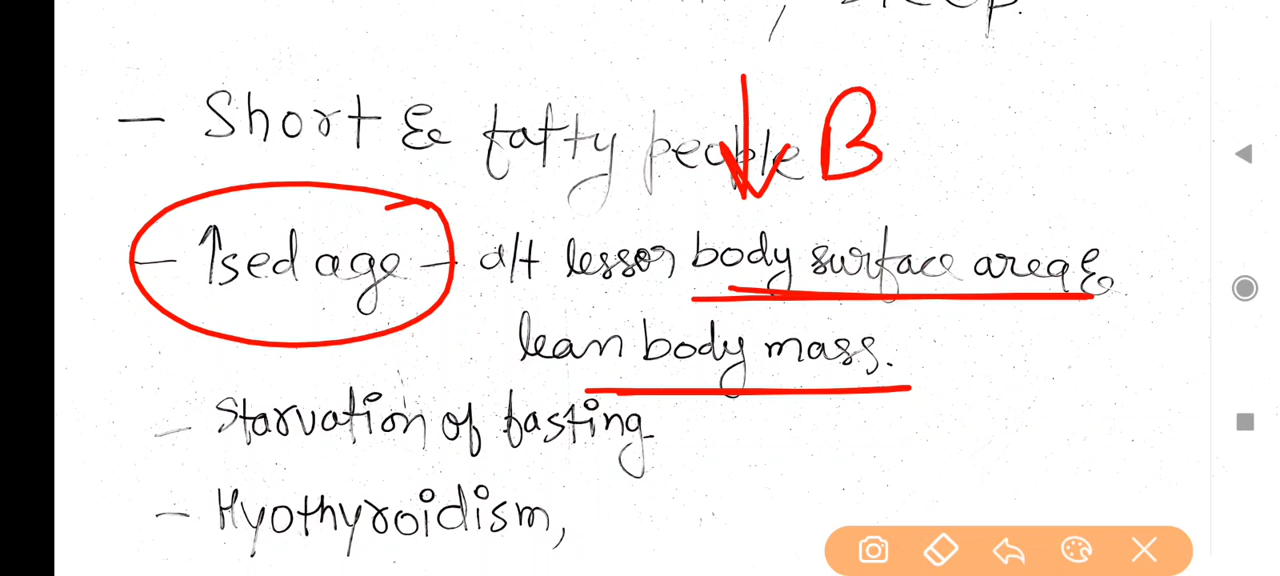 - Short & fatty people ↓ B
- ↑sed age - d/t lesser body surface area &
lean body mass.
- Starvation of fasting
- Hyothyroidism,